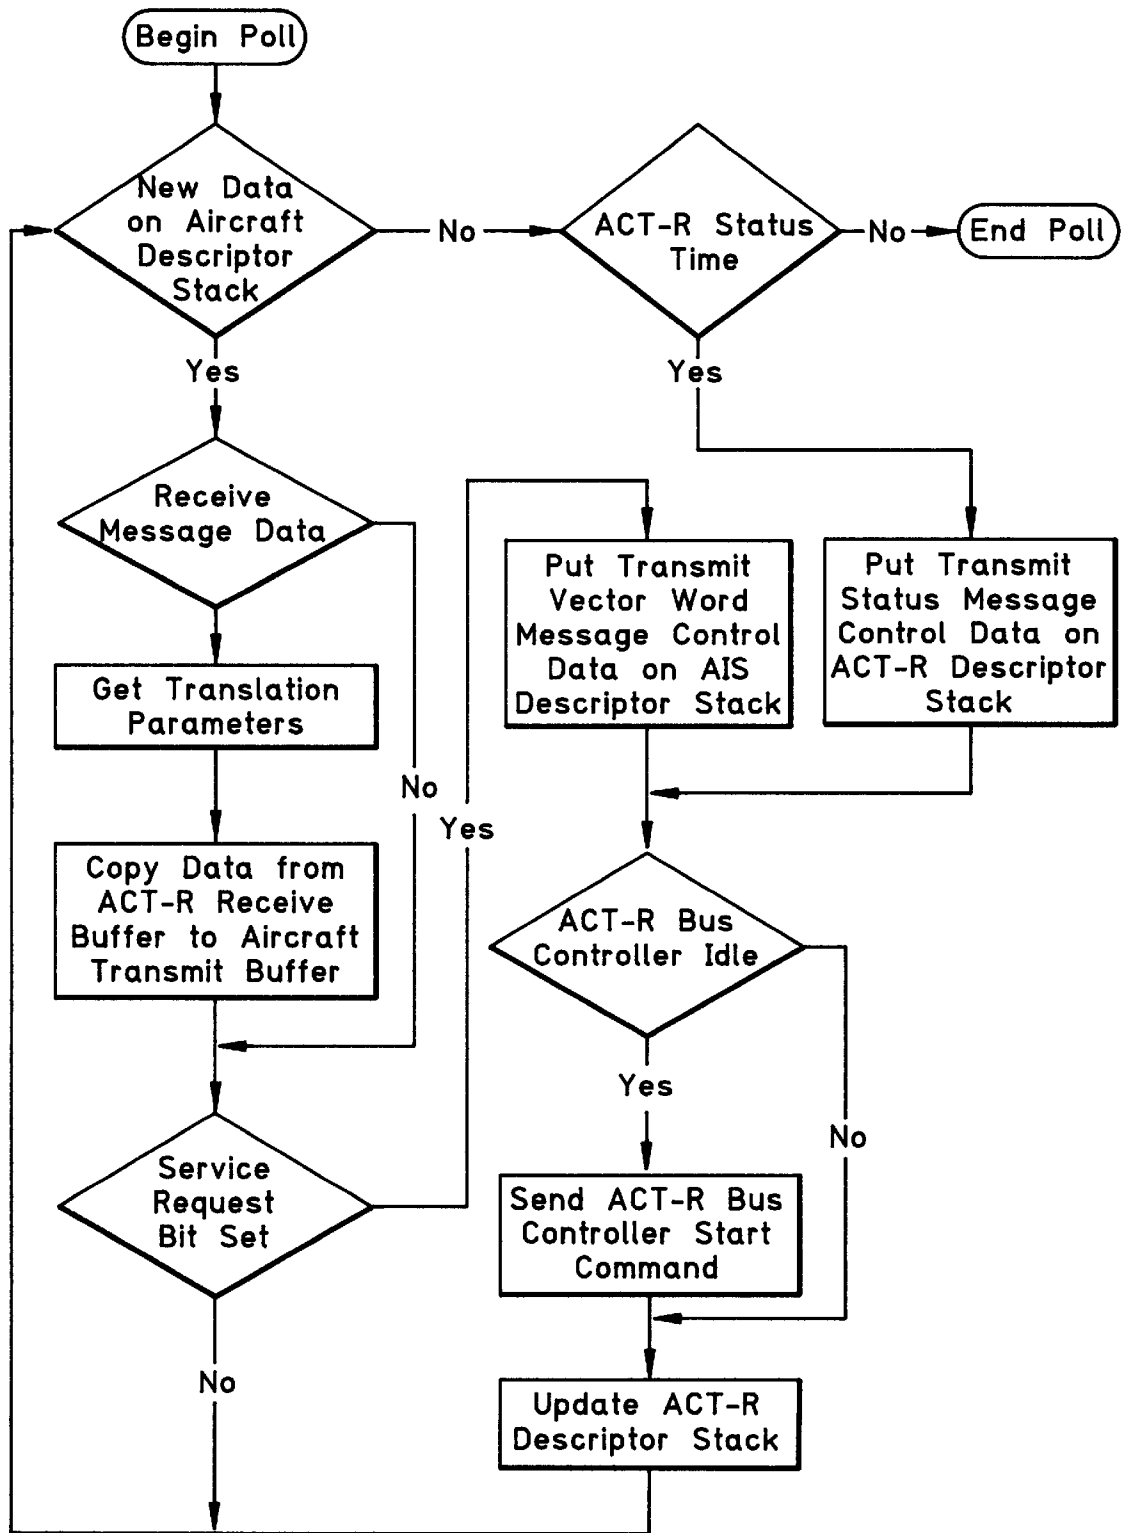 Begin Poll
New Data
on Aircraft
Descriptor
Stack
No
ACT-R Status
Time
No
End Poll
Yes
Yes
Receive
Message Data
Put Transmit
Vector Word
Message Control
Data on AIS
Descriptor Stack
Put Transmit
Status Message
Control Data on
ACT-R Descriptor
Stack
Get Translation
Parameters
No
Yes
Copy Data from
ACT-R Receive
Buffer to Aircraft
Transmit Buffer
ACT-R Bus
Controller Idle
Yes
No
Service
Request
Bit Set
Send ACT-R Bus
Controller Start
Command
No
Update ACT-R
Descriptor Stack